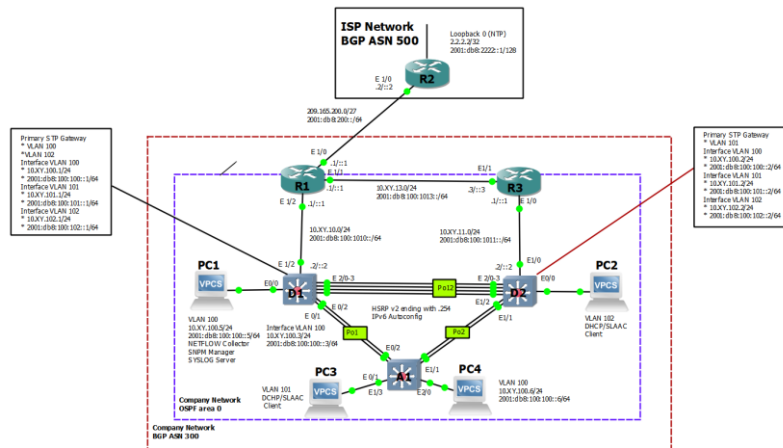 ISP Network
BGP ASN 500
Loopback 0 (NTP)
2.2.2.2/32
2001:db8:2222::1/128
E 1/0
.2/::2
R2
209.165.200.0/27
2001:db8:200::/64
Primary STP Gateway
* VLAN 100
*VLAN 102
Interface VLAN 100
* 10.XY.100.1/24
* 2001:db8:100:100::1/64
Interface VLAN 101
* 10.XY.101.1/24
* 2001:db8:100:101::1/64
Interface VLAN 102
* 10.XY.102.1/24
* 2001:db8:100:102::1/64
Primary STP Gateway
* VLAN 101
Interface VLAN 100
* 10.XY.100.2/24
* 2001:db8:100:100::2/64
Interface VLAN 101
* 10.XY.101.2/24
* 2001:db8:100:101::2/64
Interface VLAN 102
* 10.XY.102.2/24
* 2001:db8:100:102::2/64
E 1/0
.1/::1
E 1/1
.1/::1
R1
E 1/2
.1/::1
10.XY.13.0/24
2001:db8:100:1013::/64
E1/1
.3/::3
R3
E 1/0
.1/::1
10.XY.10.0/24
2001:db8:100:1010::/64
10.XY.11.0/24
2001:db8:100:1011::/64
E 1/2
.2/::2
E1/0
.2/::2
PC1
VPCS
E0/0
D1
E 2/0-3
Po12
E 2/0-3
D2
E0/0
PC2
VPCS
VLAN 100
10.XY.100.5/24
2001:db8:100:100::5/64
NETFLOW Collector
SNPM Manager
SYSLOG Server
E 0/1
E 0/2
Interface VLAN 100
10.XY.100.3/24
2001:db8:100:100::3/64
HSRP v2 ending with .254
IPv6 Autoconfig
E1/2
E1/1
VLAN 102
DHCP/SLAAC
Client
Po1
Po2
E0/2
A1
E1/1
PC3
VPCS
VLAN 101
DCHP/SLAAC
Client
E 0/1
E1/3
E2/0
PC4
VPCS
VLAN 100
10.XY.100.6/24
2001:db8:100:100::6/64
Company Network
OSPF area 0
Company Network
BGP ASN 300